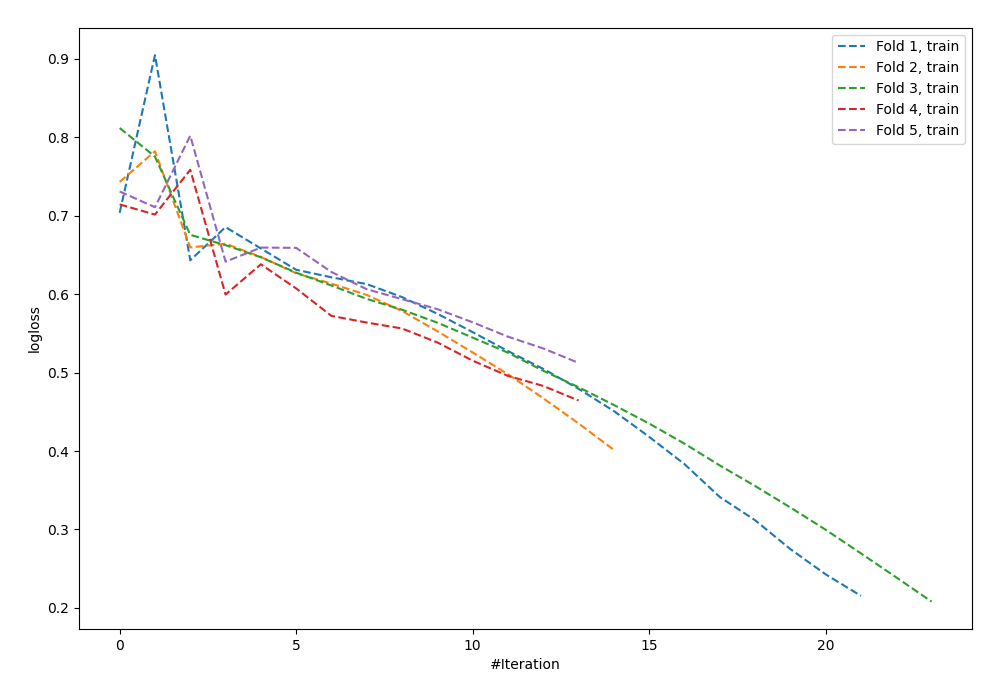 Fold 1, train
Fold 2, train
Fold 3, train
Fold 4, train
Fold 5, train
logloss
0.9
0.8
0.7
0.6
0.5
0.4
0.3
0.2
0 5 10 15 20
#Iteration